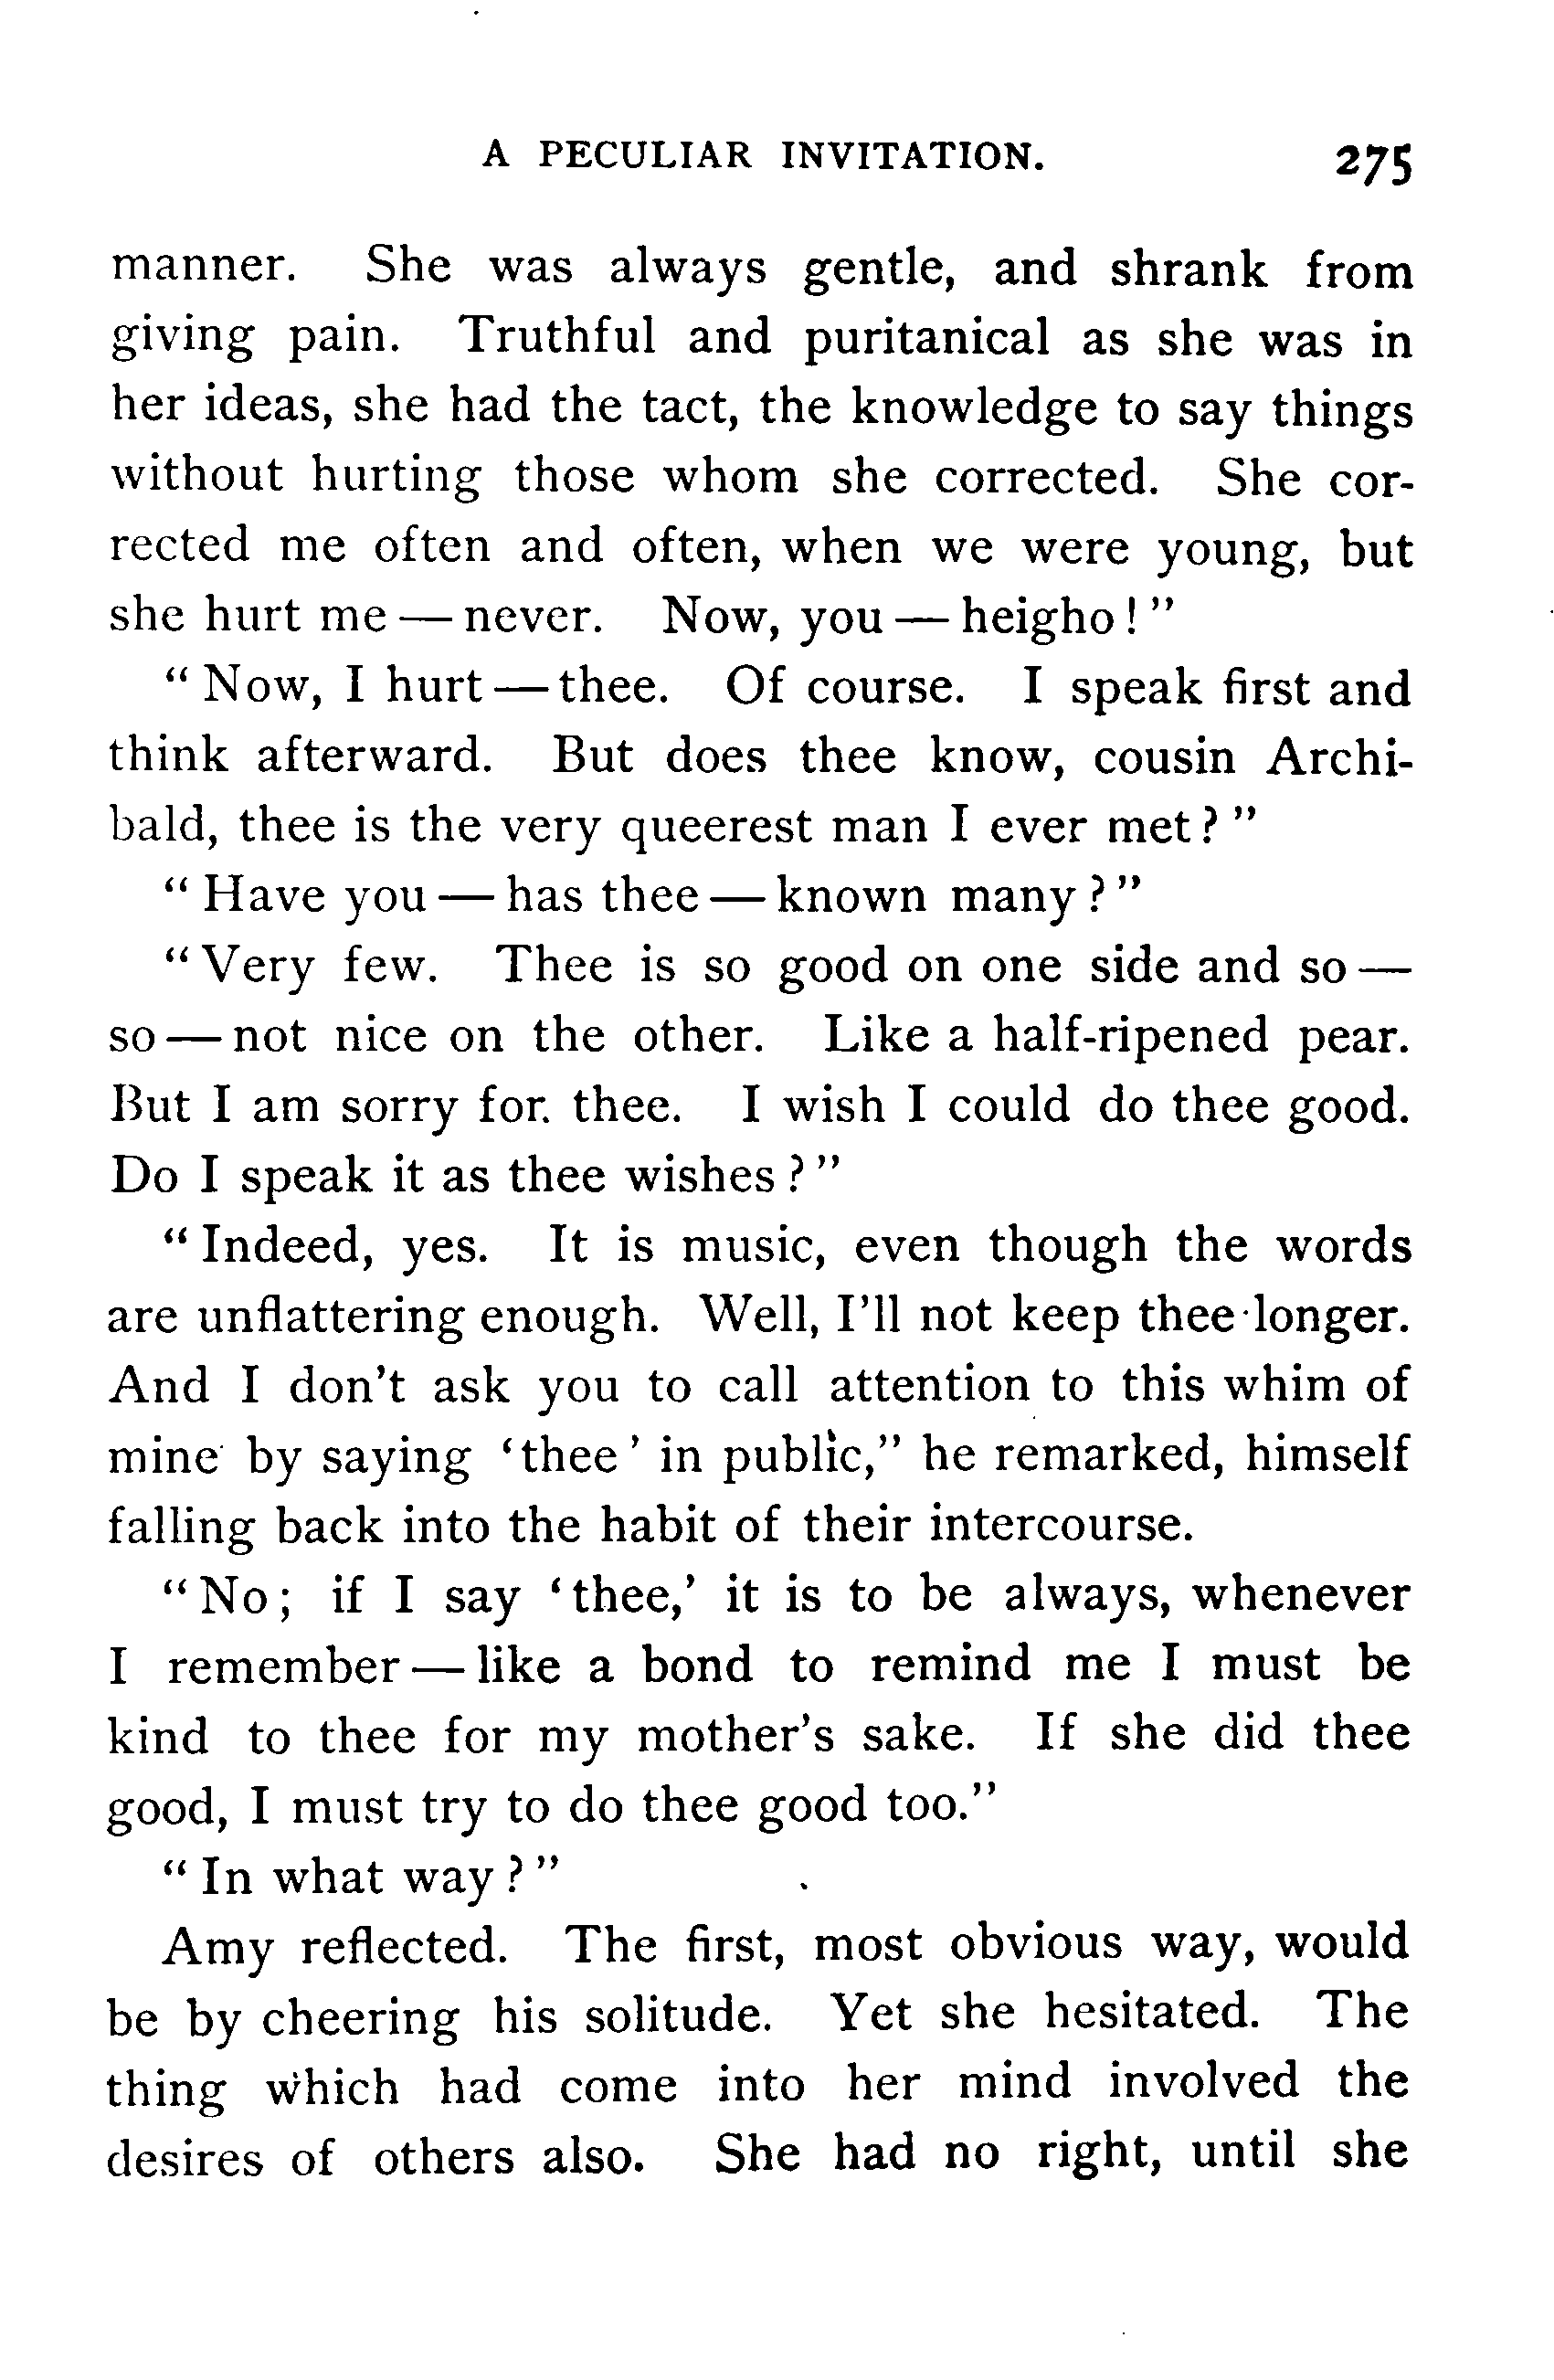 A PECULIAR INVITATION. 275
manner. She was always gentle, and shrank from
giving pain. Truthful and puritanical as she was in
her ideas, she had the tact, the knowledge to say things
without hurting those whom she corrected. She cor-
rected me often and often, when we were young, but
she hurt me — never. Now, you — heigho! ”
“ Now, I hurt — thee. Of course. I speak first and
think afterward. But does thee know, cousin Archi-
bald, thee is the very queerest man I ever met? ”
“ Have you — has thee — known many? ”
“ Very few. Thee is so good on one side and so —
so — not nice on the other. Like a half-ripened pear.
But I am sorry for thee. I wish I could do thee good.
Do I speak it as thee wishes? ”
“ Indeed, yes. It is music, even though the words
are unflattering enough. Well, I’ll not keep thee longer.
And I don’t ask you to call attention to this whim of
mine by saying ‘thee’ in public,” he remarked, himself
falling back into the habit of their intercourse.
“ No; if I say ‘thee,’ it is to be always, whenever
I remember — like a bond to remind me I must be
kind to thee for my mother’s sake. If she did thee
good, I must try to do thee good too.”
“ In what way? ”
Amy reflected. The first, most obvious way, would
be by cheering his solitude. Yet she hesitated. The
thing which had come into her mind involved the
desires of others also. She had no right, until she